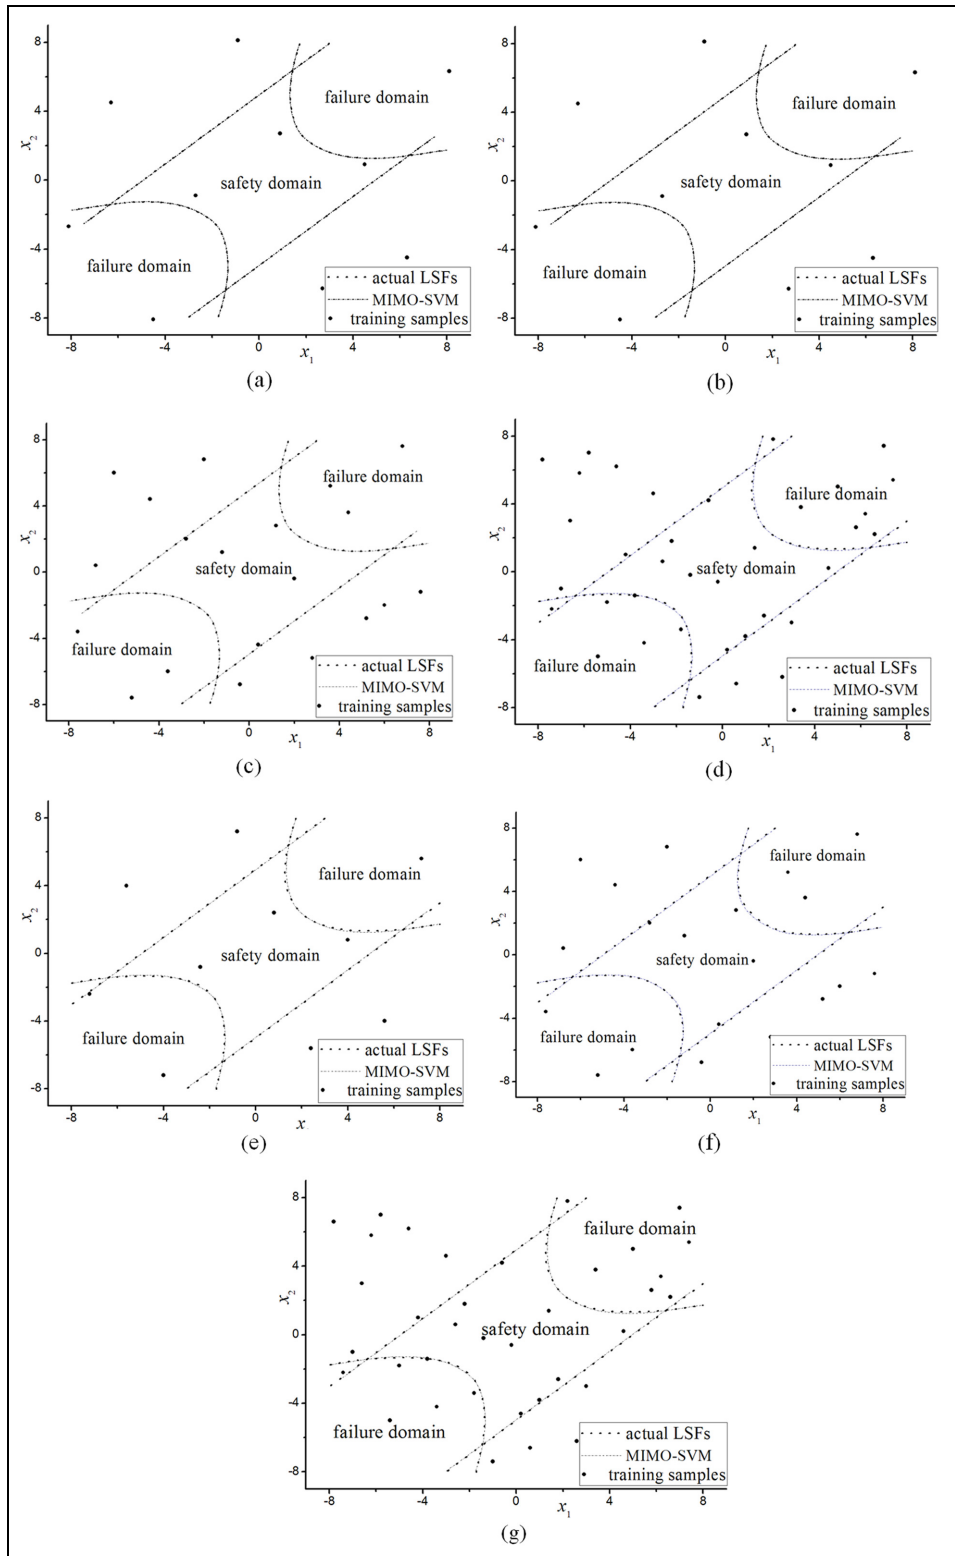 8
4
0
-4
-8
x2
failure domain
safety domain
failure domain
actual LSFs
MIMO-SVM
training samples
-8 -4 0 4 8
x1
(a)
8
4
0
-4
-8
x2
failure domain
safety domain
failure domain
actual LSFs
MIMO-SVM
training samples
-8 -4 0 4 8
x1
(b)
8
4
0
-4
-8
x2
failure domain
safety domain
failure domain
actual LSFs
MIMO-SVM
training samples
-8 -4 0 4 8
x1
(c)
8
4
0
-4
-8
x2
failure domain
safety domain
failure domain
actual LSFs
MIMO-SVM
training samples
-8 -4 0 4 8
x1
(d)
8
4
0
-4
-8
x2
failure domain
safety domain
failure domain
actual LSFs
MIMO-SVM
training samples
-8 -4 0 4 8
x
(e)
8
4
0
-4
-8
x2
failure domain
safety domain
failure domain
actual LSFs
MIMO-SVM
training samples
-8 -4 0 4 8
x1
(f)
8
4
0
-4
-8
x2
failure domain
safety domain
failure domain
actual LSFs
MIMO-SVM
training samples
-8 -4 0 4 8
x1
(g)